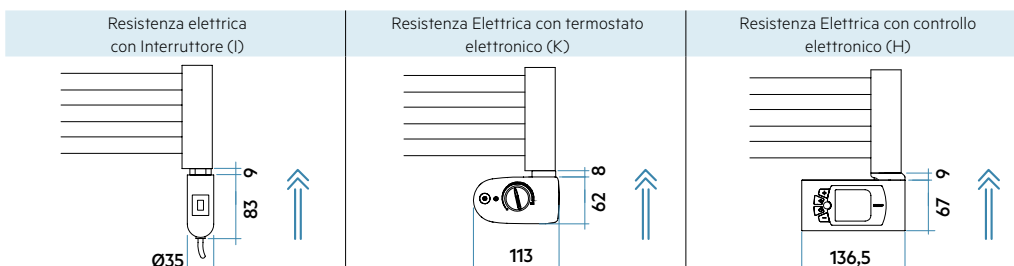 Resistenza elettrica
con Interruttore (I)
Resistenza Elettrica con termostato
elettronico (K)
Resistenza Elettrica con controllo
elettronico (H)
9
83
Ø35
8
62
113
9
67
136,5